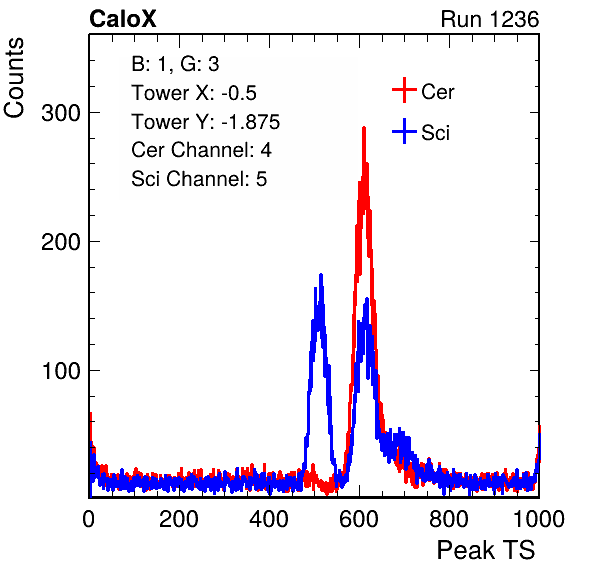 CaloX
Run 1236
Counts
B: 1, G: 3
Tower X: -0.5
Tower Y: -1.875
Cer Channel: 4
Sci Channel: 5
Cer
Sci
300
200
100
0 200 400 600 800 1000
Peak TS